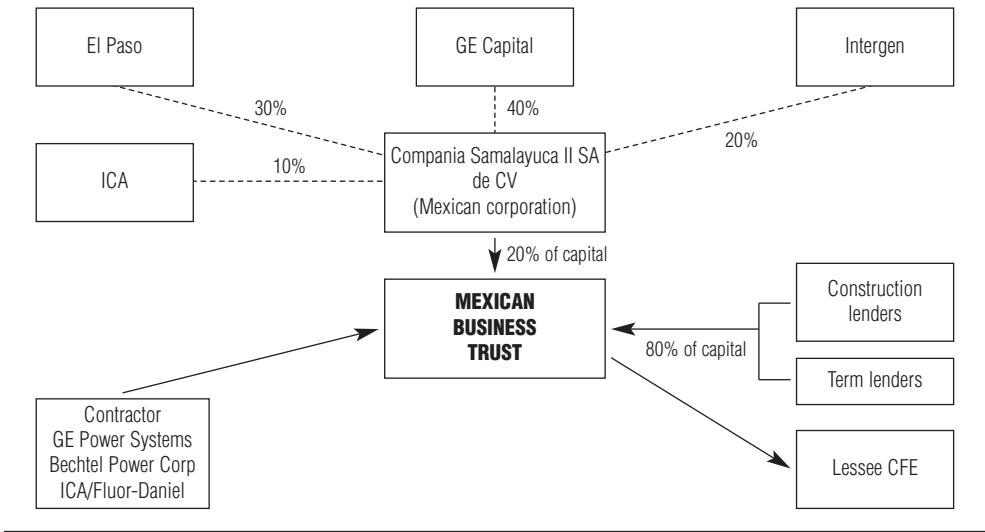 El Paso
GE Capital
Intergen
30%
40%
20%
ICA
10%
Compania Samalayuca II SA
de CV
(Mexican corporation)
20% of capital
MEXICAN
BUSINESS
TRUST
Construction
lenders
80% of capital
Term lenders
Contractor
GE Power Systems
Bechtel Power Corp
ICA/Fluor-Daniel
Lessee CFE